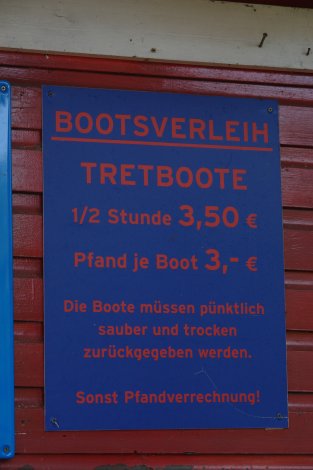 BOOTSVERLEIH
TRETBOOTE
1/2 Stunde 3,50 €
Pfand je Boot 3,- €
Die Boote müssen pünktlich
sauber und trocken
zurückgegeben werden.
Sonst Pfandverrechnung!